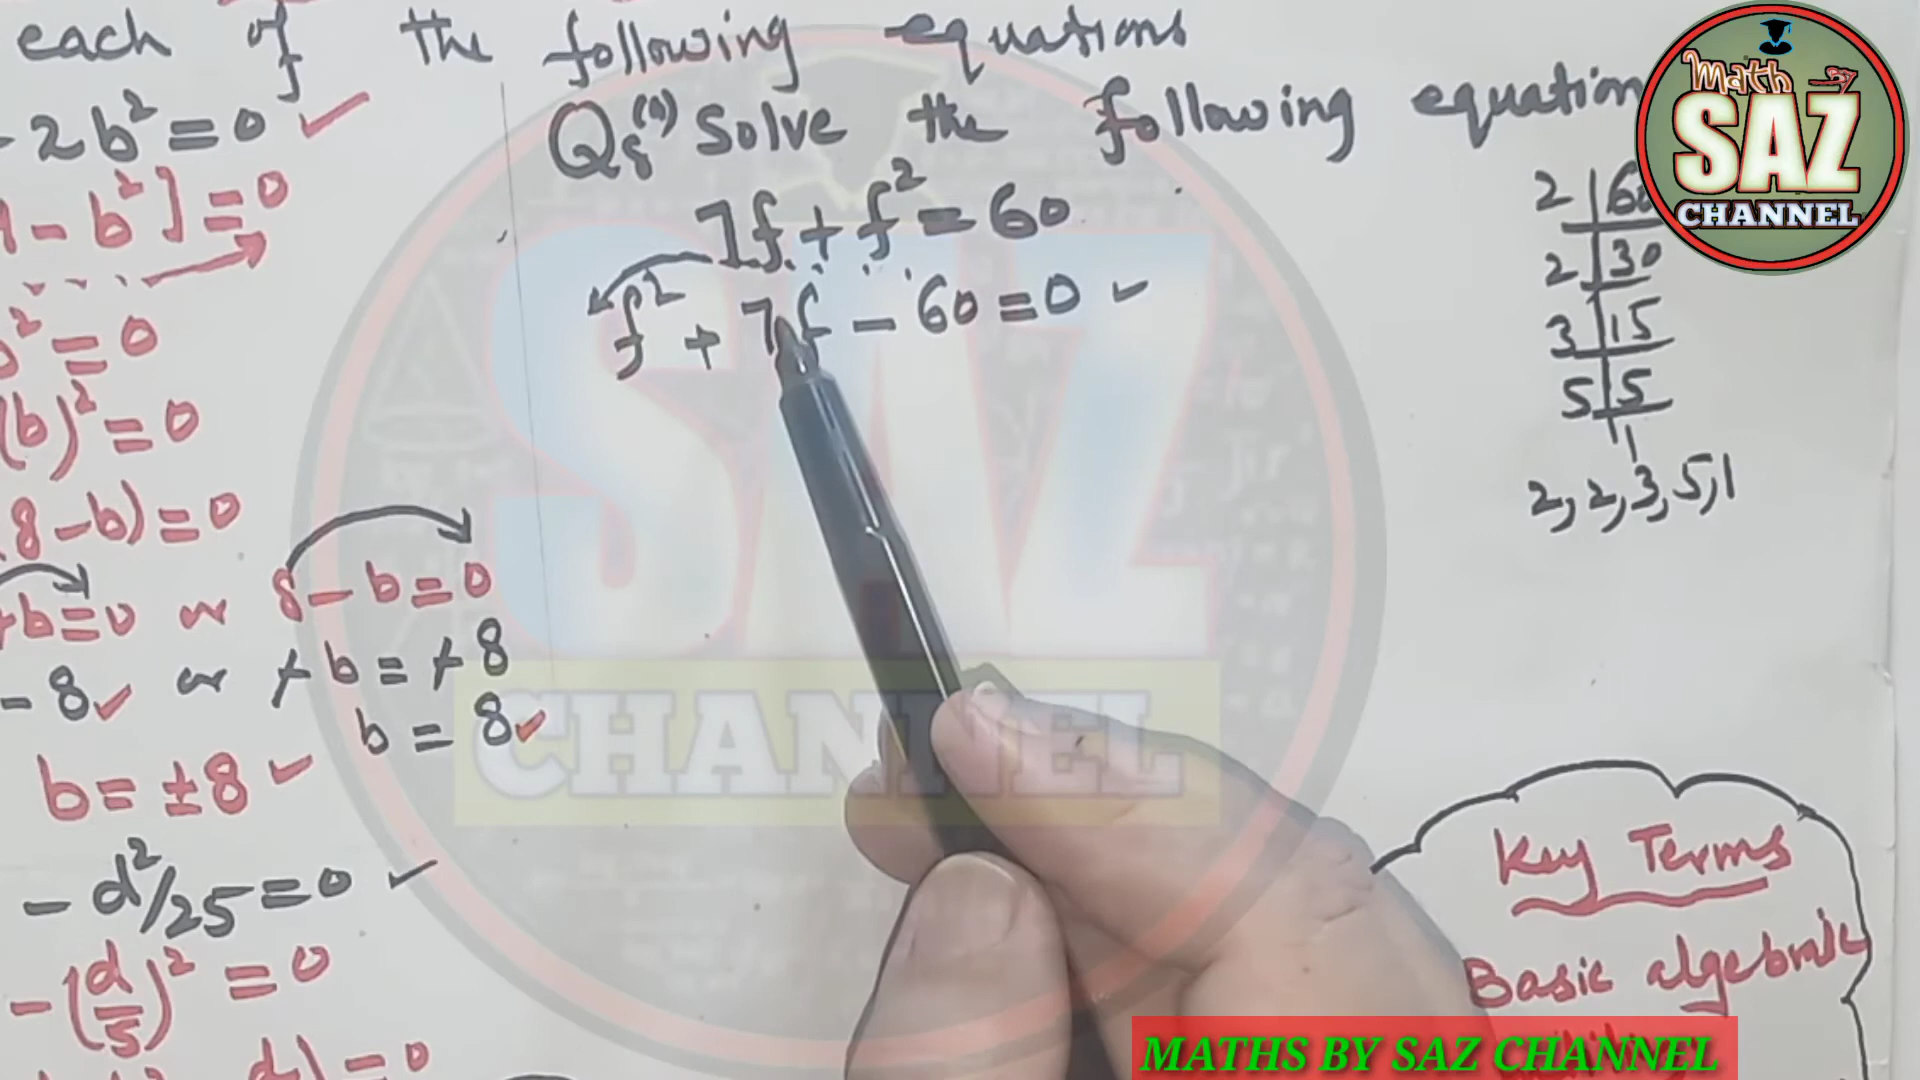 each of the following equations
- 2b² = 0 ✓
- b²] = 0
² = 0
(b)² = 0
8 - b) = 0
+b = 0 or 8 - b = 0
- 8 ✓ or +b = +8
b = 8 ✓
b = ±8 ✓
- d²/25 = 0 ✓
- (d/5)² = 0
d) = 0
Q8 Solve the following equation
7f + f² = 60
f² + 7f - 60 = 0 ✓
2 | 60
2 | 30
3 | 15
5 | 5
1
2, 2, 3, 5, 1
Key Terms
Basic algebraic
Math
SAZ
CHANNEL
SAZ
CHANNEL
MATHS BY SAZ CHANNEL